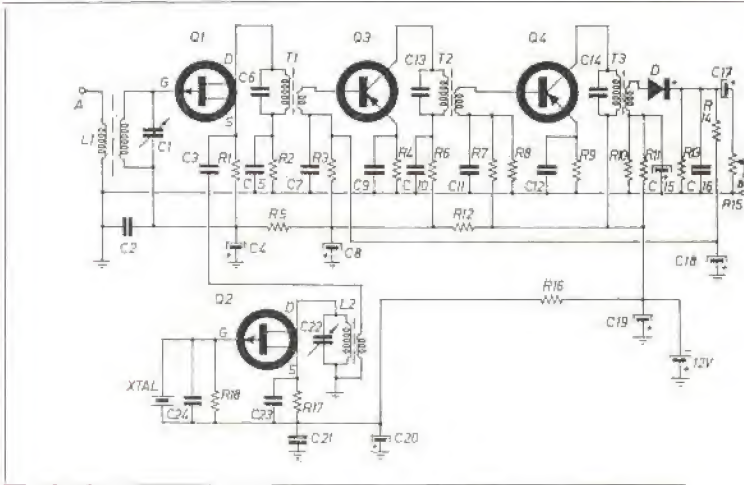 Q1 Q3 Q4
D T1 C13 T2 C14 T3 D C17
G C6 R14
A S
L1 C1
C3 R1 C5 R2 C7 R3 C9 R4 C10 R6 C11 R7 R8 C12 R9 R10 R11 C15 R13 C16 R15
C2 R5 R12
C4 C8 C18
Q2 D L2 R16
G C22 C19
S
XTAL 12V
C24 R18 C23 R17
C21 C20